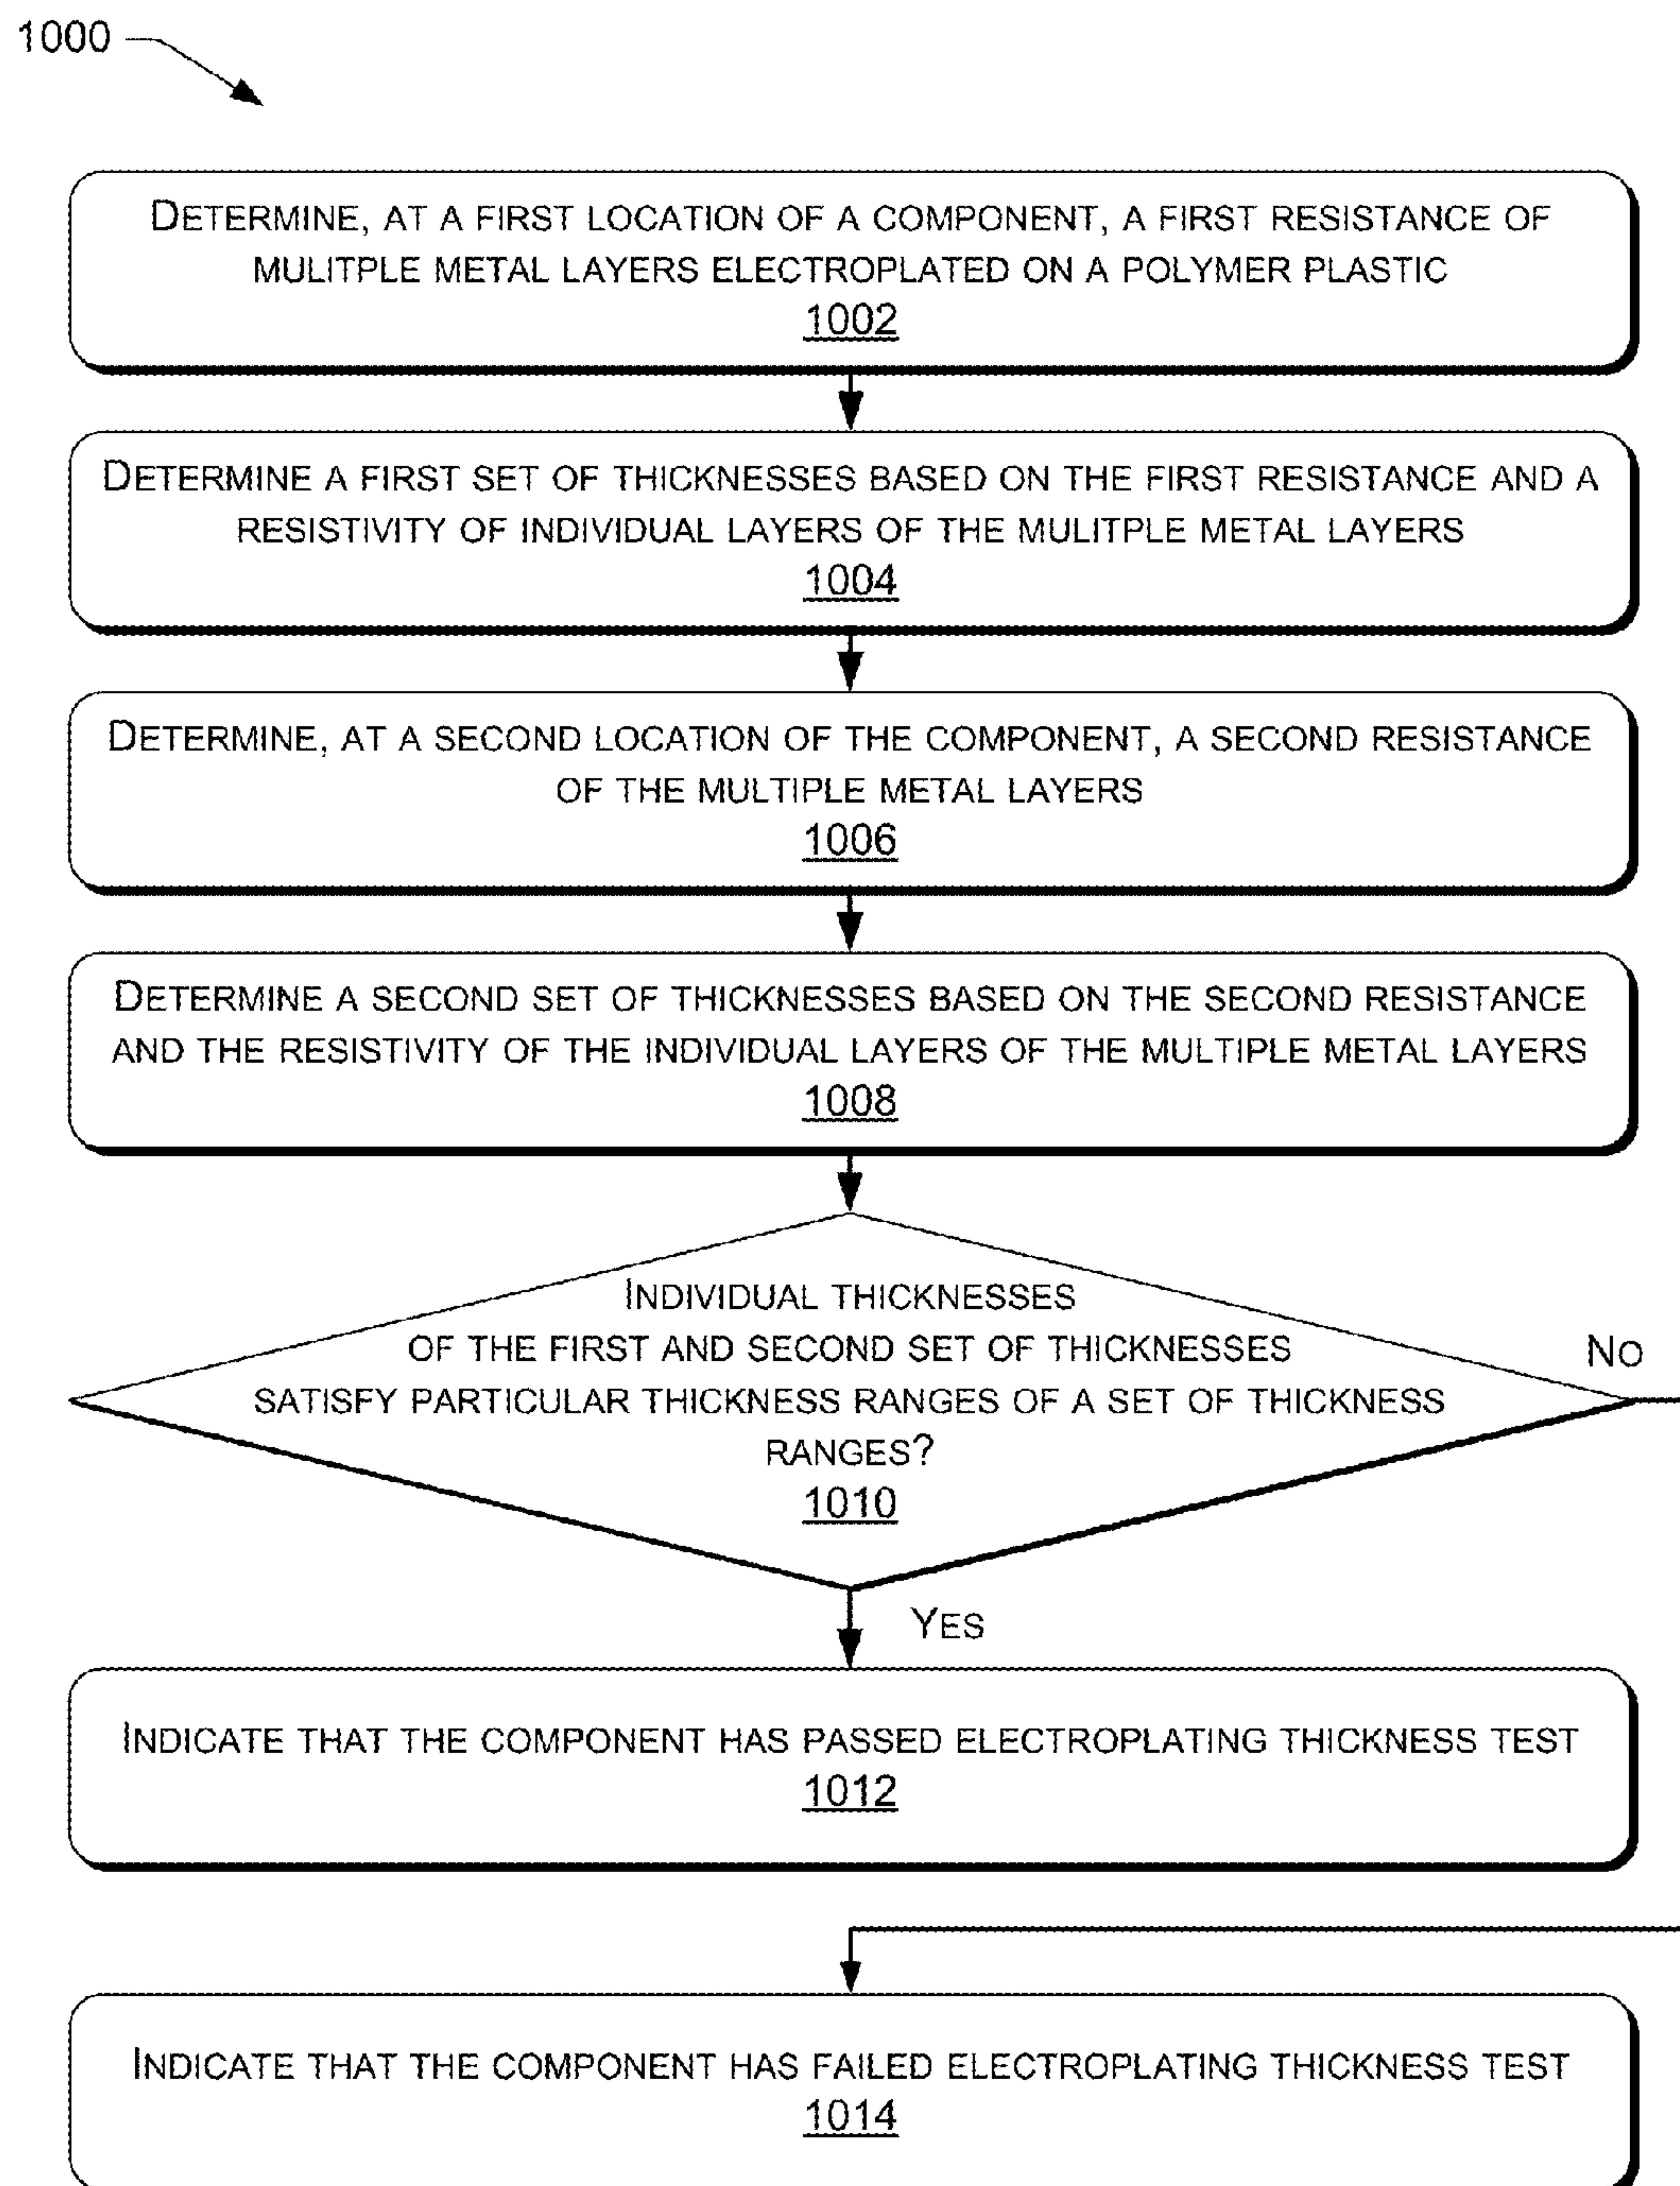 1000
DETERMINE, AT A FIRST LOCATION OF A COMPONENT, A FIRST RESISTANCE OF
MULITPLE METAL LAYERS ELECTROPLATED ON A POLYMER PLASTIC
1002
DETERMINE A FIRST SET OF THICKNESSES BASED ON THE FIRST RESISTANCE AND A
RESISTIVITY OF INDIVIDUAL LAYERS OF THE MULITPLE METAL LAYERS
1004
DETERMINE, AT A SECOND LOCATION OF THE COMPONENT, A SECOND RESISTANCE
OF THE MULTIPLE METAL LAYERS
1006
DETERMINE A SECOND SET OF THICKNESSES BASED ON THE SECOND RESISTANCE
AND THE RESISTIVITY OF THE INDIVIDUAL LAYERS OF THE MULTIPLE METAL LAYERS
1008
INDIVIDUAL THICKNESSES
OF THE FIRST AND SECOND SET OF THICKNESSES
SATISFY PARTICULAR THICKNESS RANGES OF A SET OF THICKNESS
RANGES?
1010
NO
YES
INDICATE THAT THE COMPONENT HAS PASSED ELECTROPLATING THICKNESS TEST
1012
INDICATE THAT THE COMPONENT HAS FAILED ELECTROPLATING THICKNESS TEST
1014